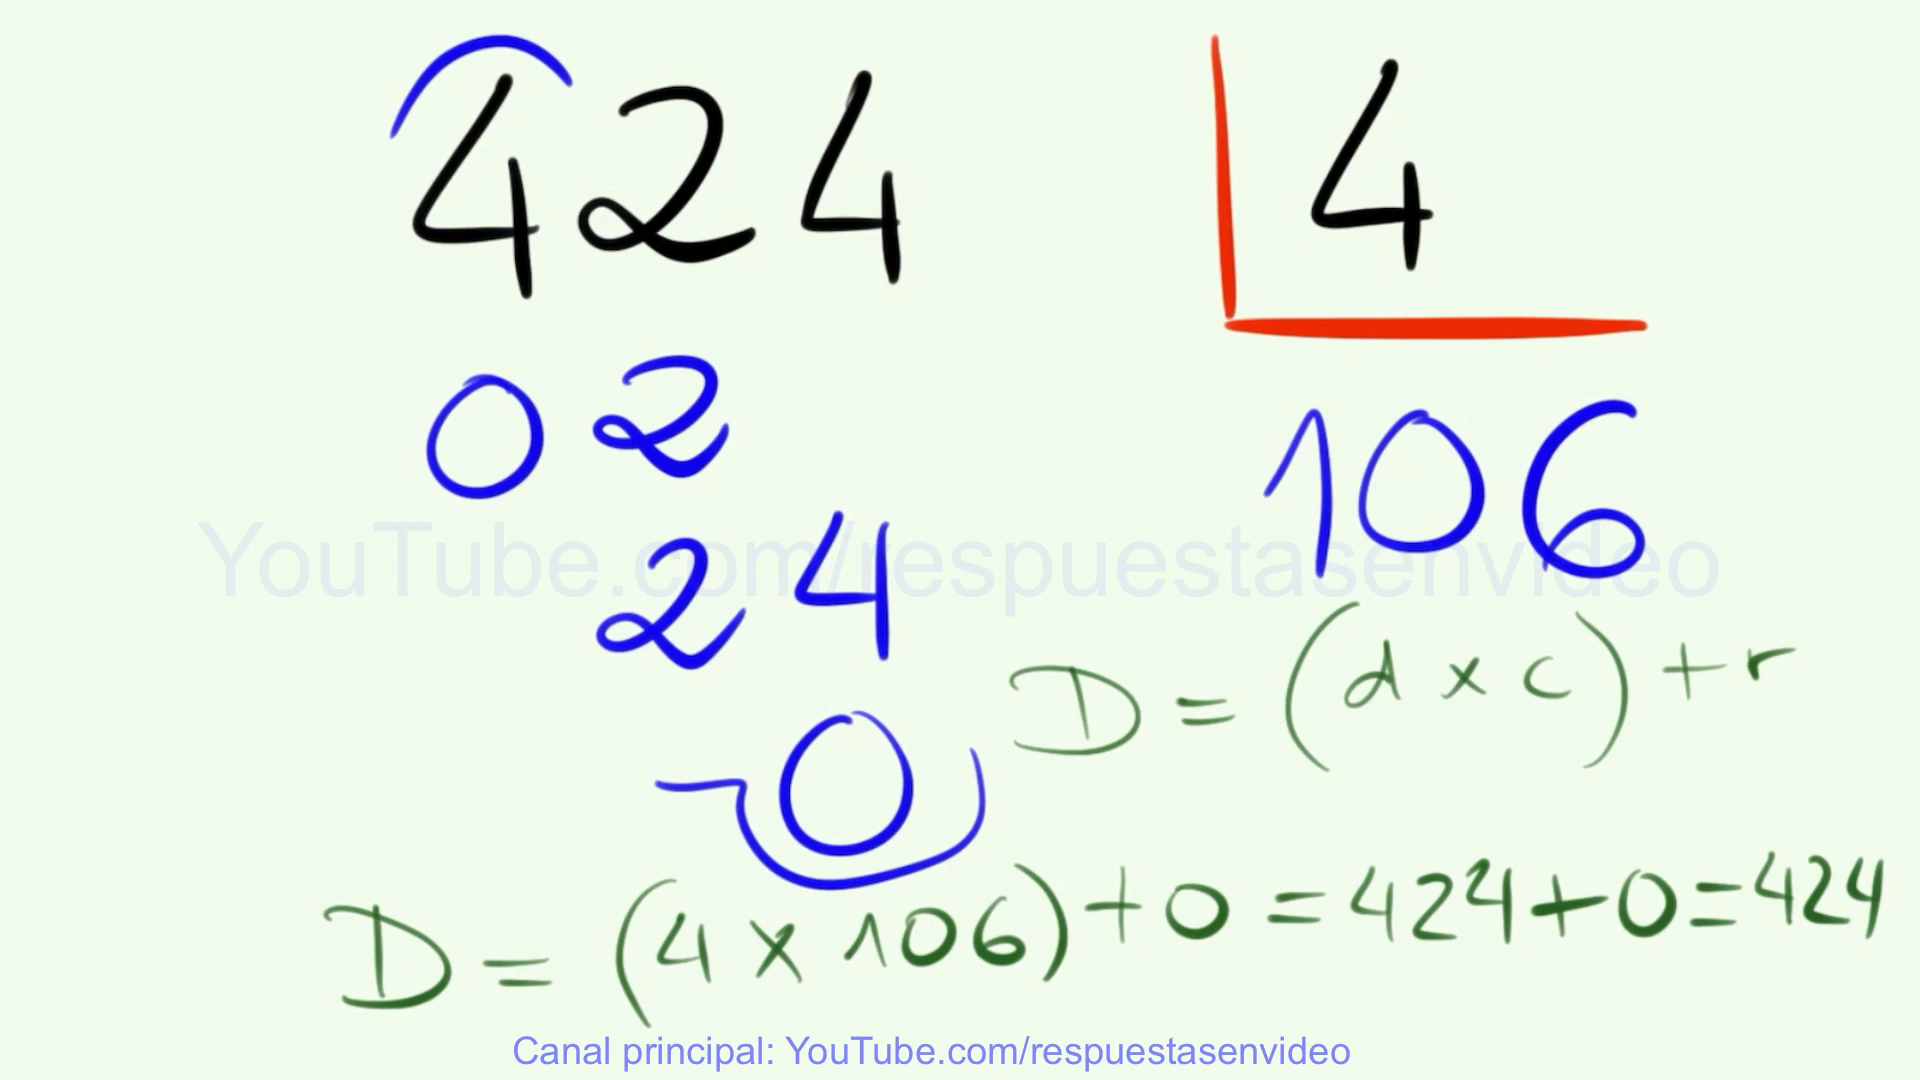 424 4
02 106
24
YouTube.com/respuestasenvideo
D = (d x c) + r
0
D = (4 x 106) + 0 = 424 + 0 = 424
Canal principal: YouTube.com/respuestasenvideo